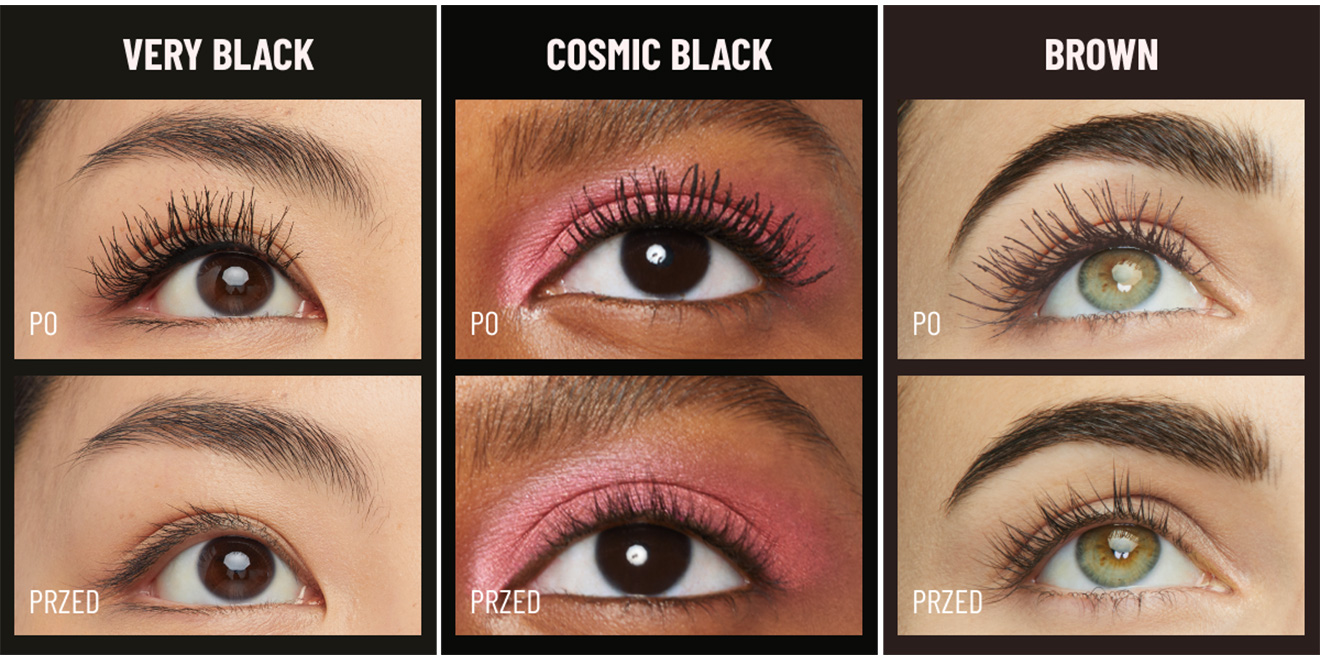 VERY BLACK
PO
PRZED
COSMIC BLACK
PO
PRZED
BROWN
PO
PRZED